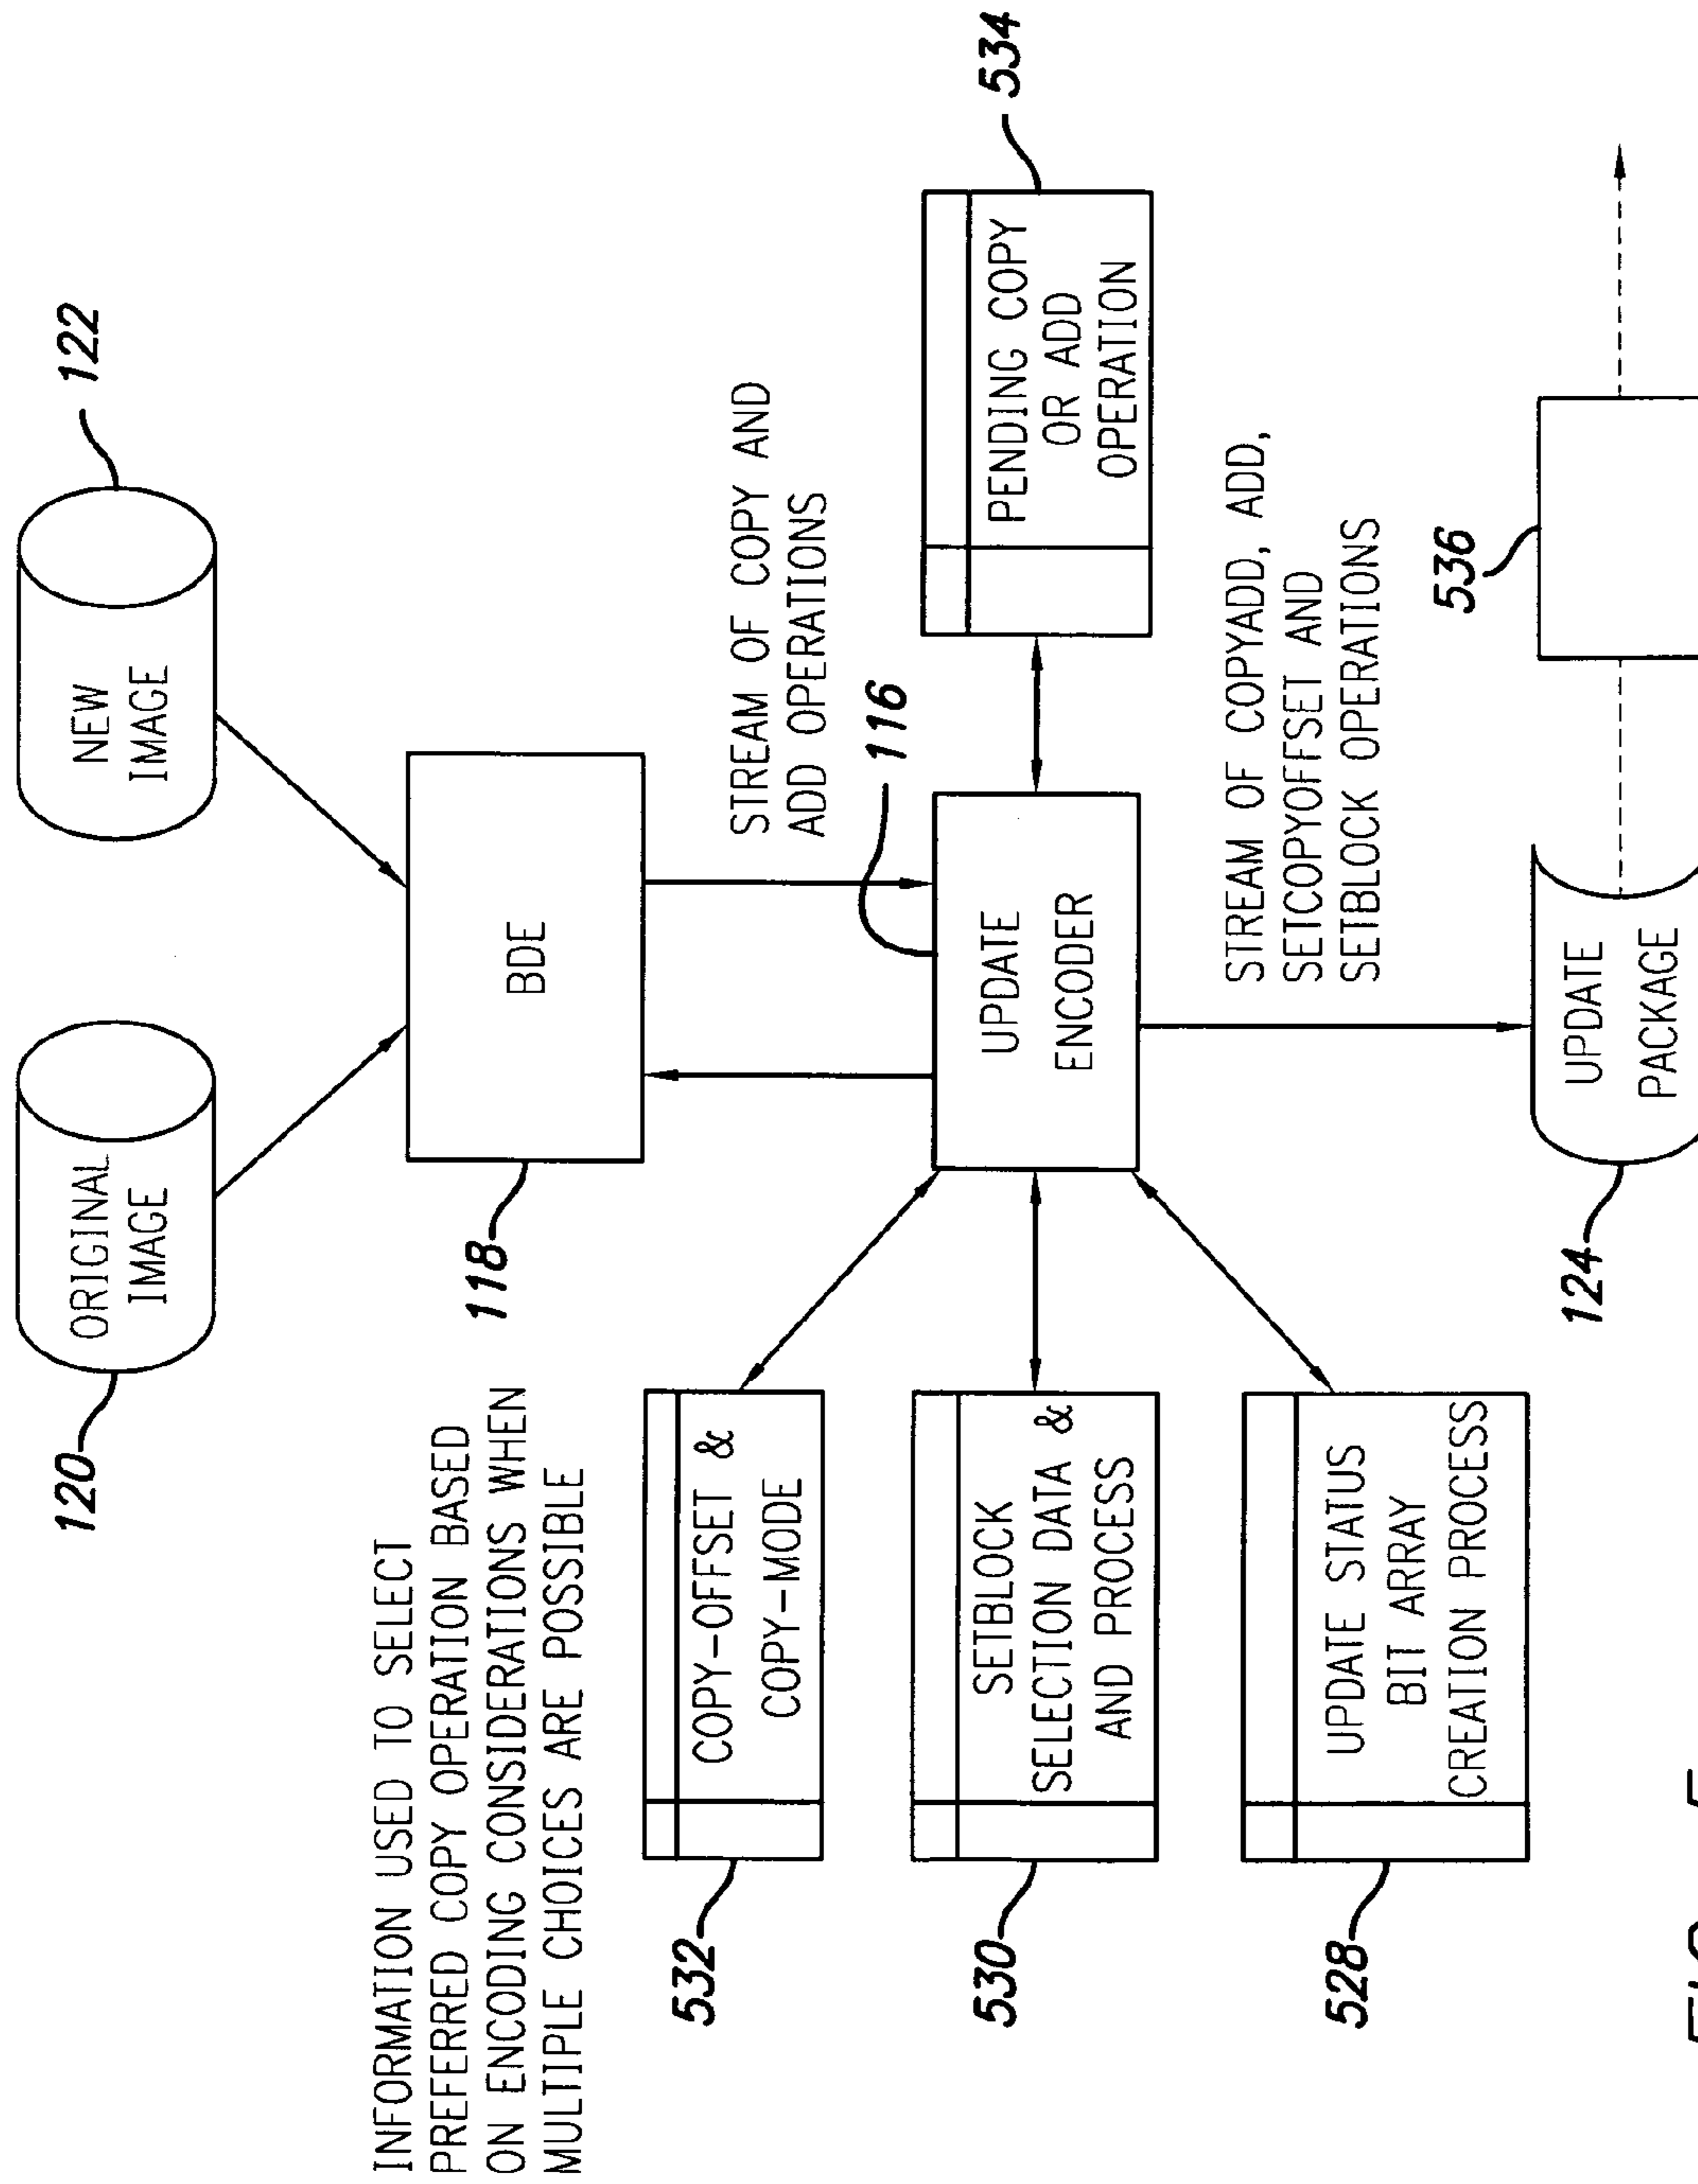 120
ORIGINAL
IMAGE
NEW
IMAGE
122
INFORMATION USED TO SELECT
PREFERRED COPY OPERATION BASED
ON ENCODING CONSIDERATIONS WHEN
MULTIPLE CHOICES ARE POSSIBLE
118
BDE
STREAM OF COPY AND
ADD OPERATIONS
116
532
COPY-OFFSET &
COPY-MODE
530
SETBLOCK
SELECTION DATA &
AND PROCESS
528
UPDATE STATUS
BIT ARRAY
CREATION PROCESS
UPDATE
ENCODER
PENDING COPY
OR ADD
OPERATION
534
STREAM OF COPYADD, ADD,
SETCOPYOFFSET AND
SETBLOCK OPERATIONS
124
UPDATE
PACKAGE
536